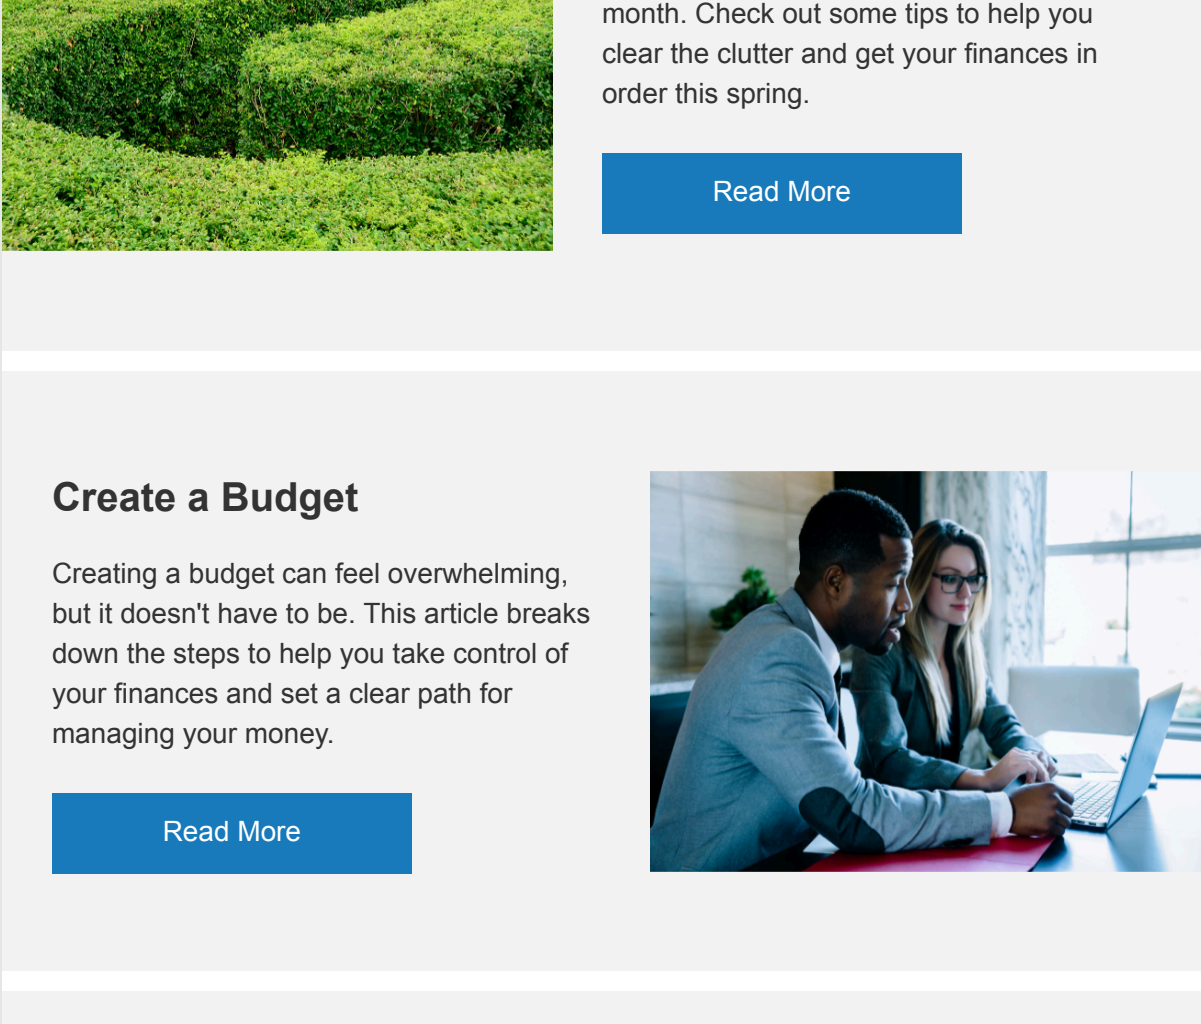 month. Check out some tips to help you
clear the clutter and get your finances in
order this spring.
Read More
Create a Budget
Creating a budget can feel overwhelming,
but it doesn't have to be. This article breaks
down the steps to help you take control of
your finances and set a clear path for
managing your money.
Read More